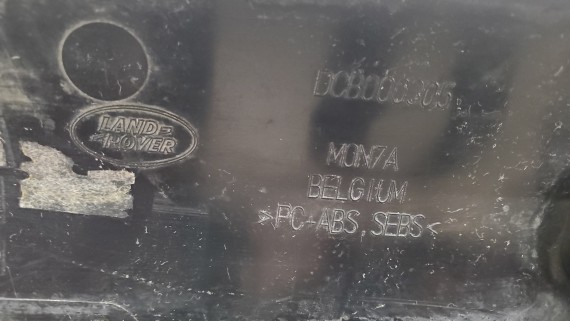 LAND-
-ROVER
MONZA
BELGIUM
>PC-ABS,SEBS<